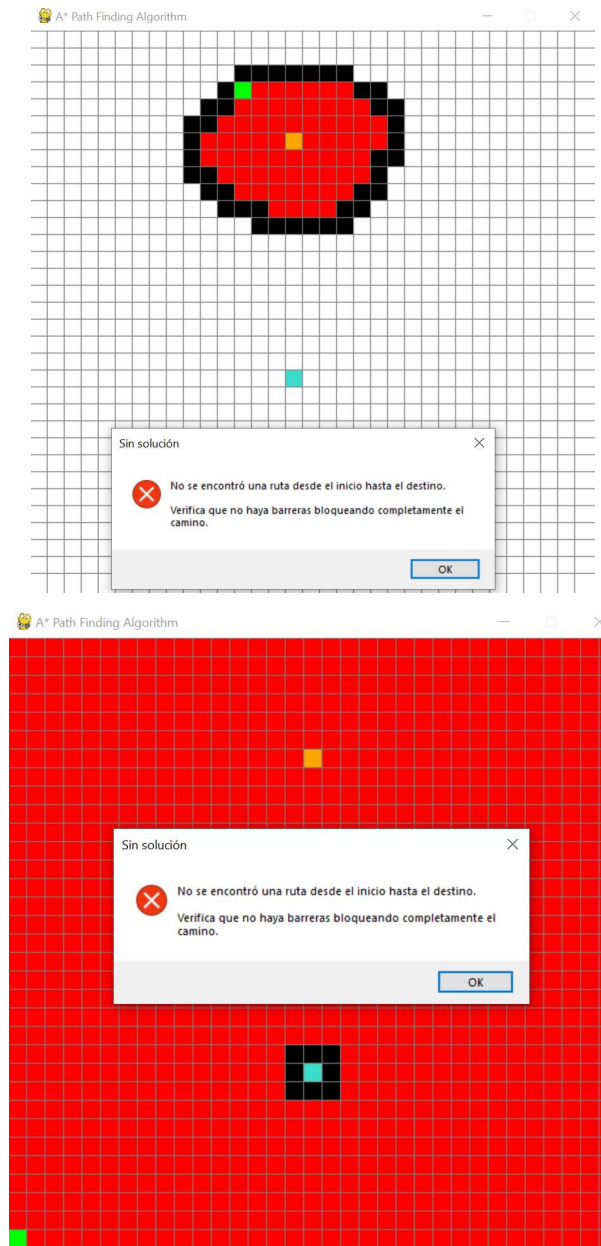 A* Path Finding Algorithm
Sin solución
No se encontró una ruta desde el inicio hasta el destino.
Verifica que no haya barreras bloqueando completamente el
camino.
OK
A* Path Finding Algorithm
Sin solución
No se encontró una ruta desde el inicio hasta el destino.
Verifica que no haya barreras bloqueando completamente el
camino.
OK